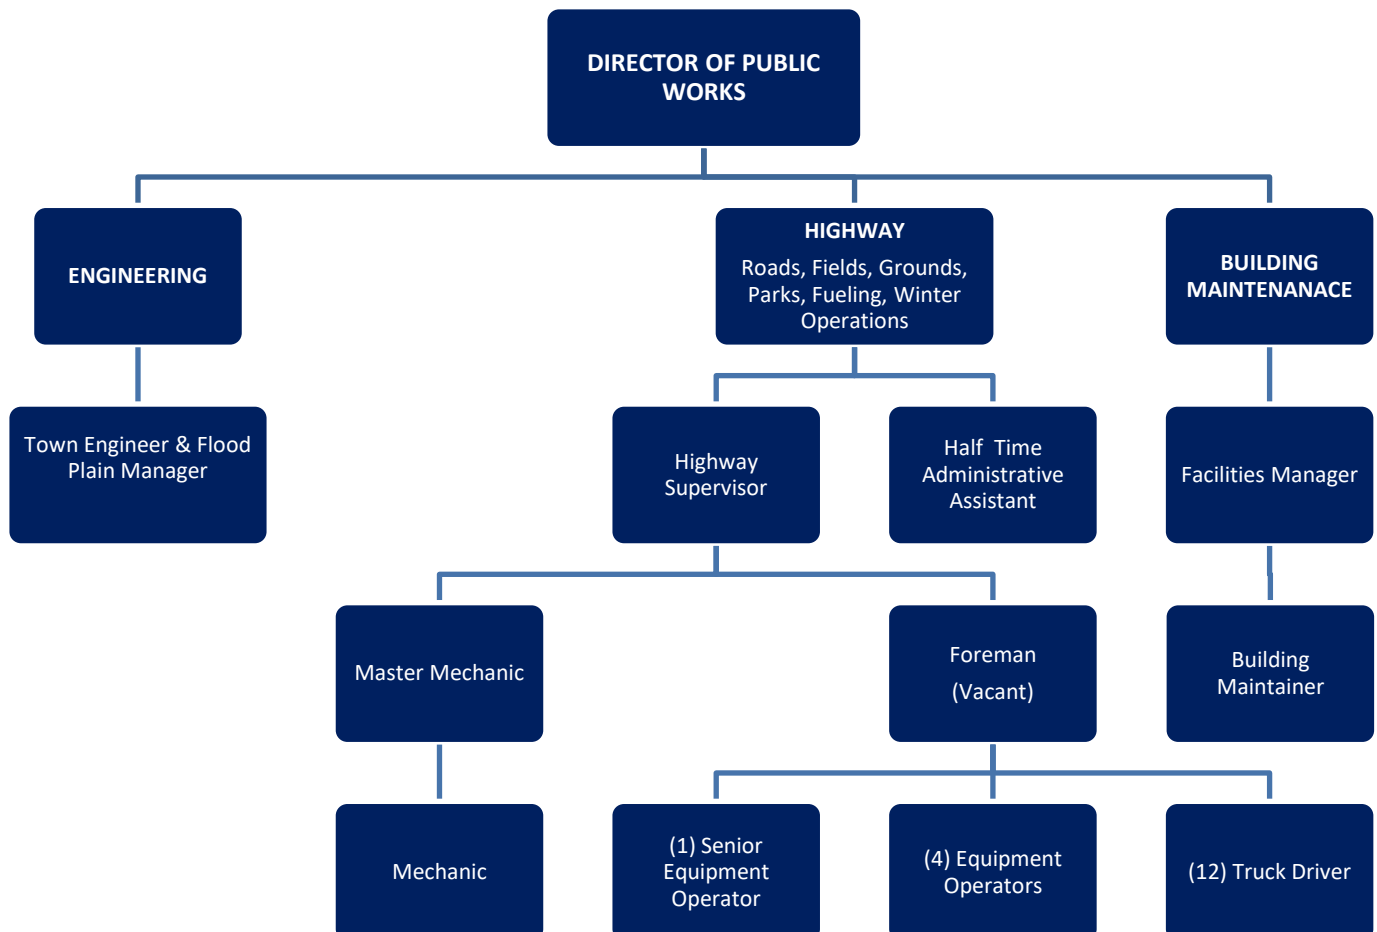 DIRECTOR OF PUBLIC
WORKS
ENGINEERING
HIGHWAY
Roads, Fields, Grounds,
Parks, Fueling, Winter
Operations
BUILDING
MAINTENANACE
Town Engineer & Flood
Plain Manager
Highway
Supervisor
Half Time
Administrative
Assistant
Facilities Manager
Master Mechanic
Foreman
(Vacant)
Building
Maintainer
Mechanic
(1) Senior
Equipment
Operator
(4) Equipment
Operators
(12) Truck Driver